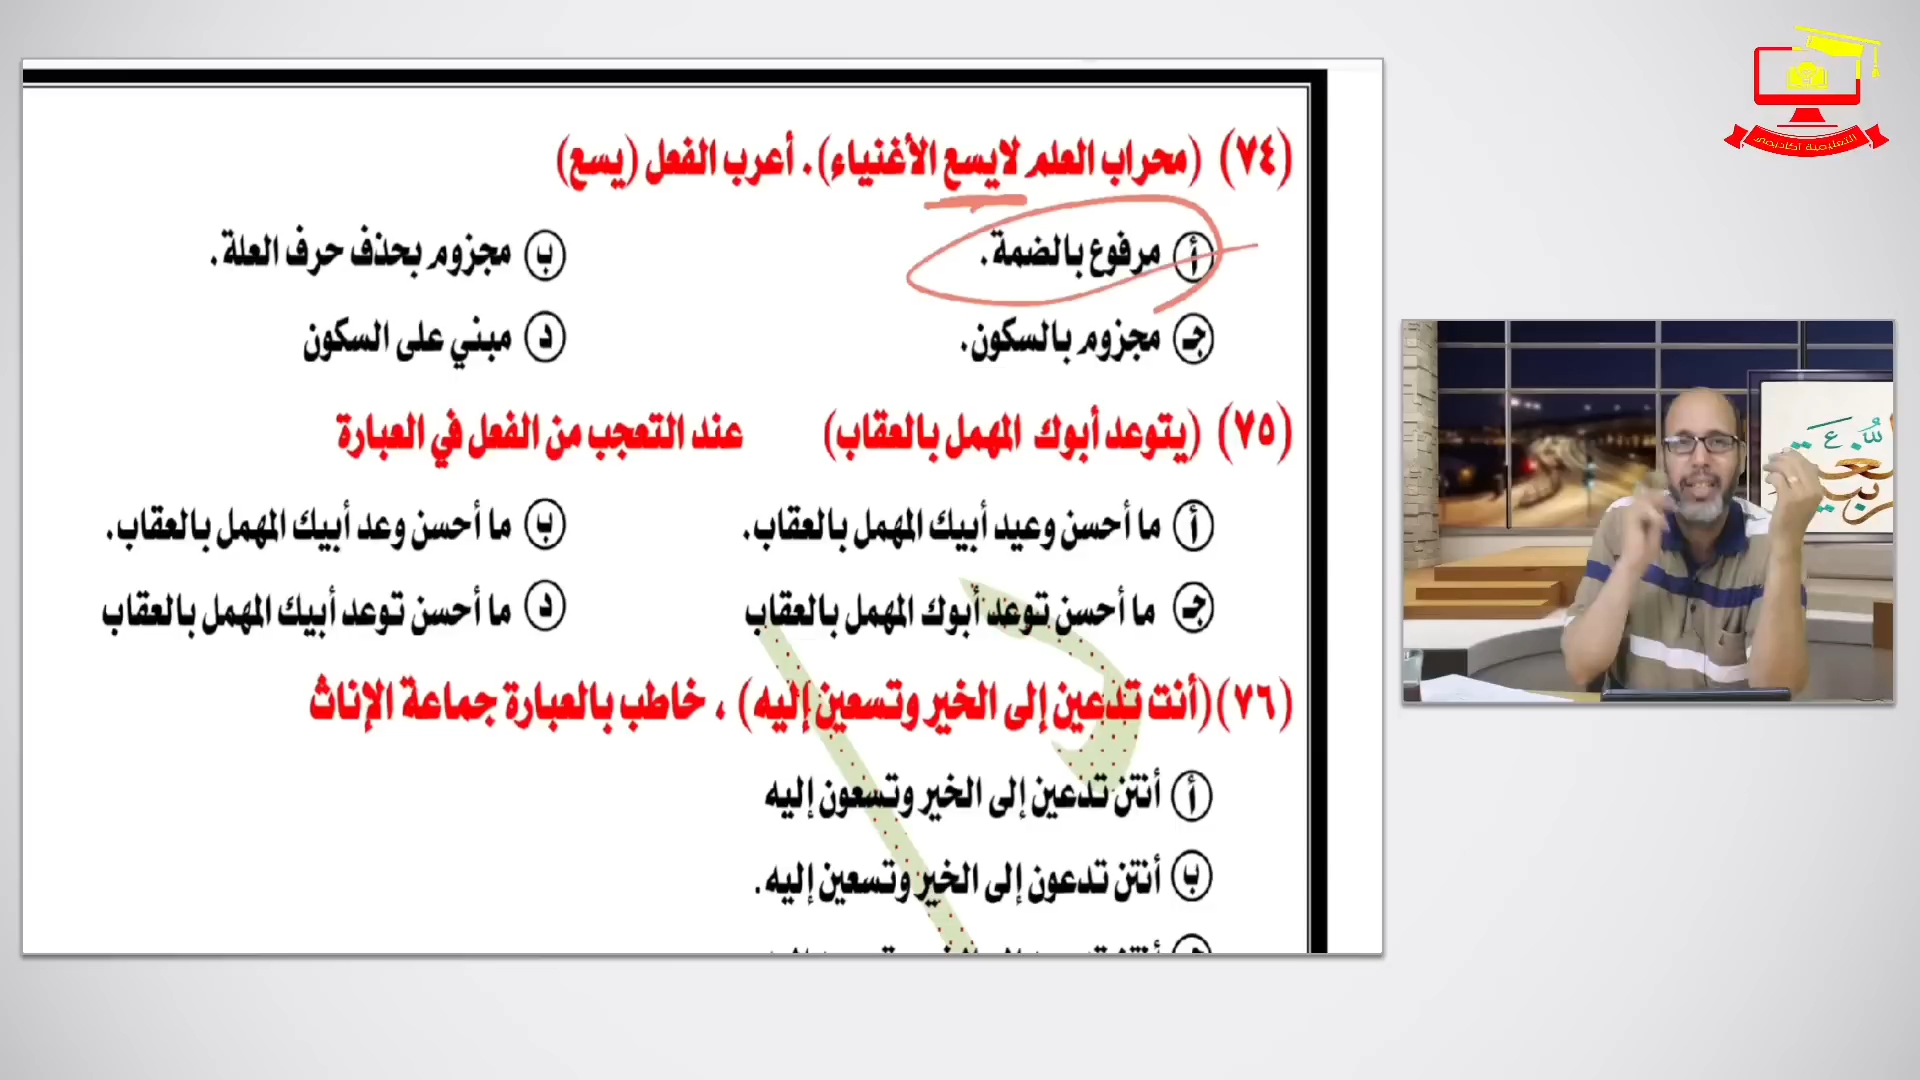 التعليمية أكاديمى
(٧٤) (محراب العلم لايسع الأغنياء). أعرب الفعل (يسع)
أ مرفوع بالضمة. ب مجزوم بحذف حرف العلة.
جـ مجزوم بالسكون. د مبني على السكون
(٧٥) (يتوعد أبوك المهمل بالعقاب) عند التعجب من الفعل في العبارة
أ ما أحسن وعيد أبيك المهمل بالعقاب. ب ما أحسن وعد أبيك المهمل بالعقاب.
جـ ما أحسن توعد أبوك المهمل بالعقاب د ما أحسن توعد أبيك المهمل بالعقاب
(٧٦) (أنت تدعين إلى الخير وتسعين إليه) ، خاطب بالعبارة جماعة الإناث
أ أنتن تدعين إلى الخير وتسعون إليه
ب أنتن تدعون إلى الخير وتسعين إليه.